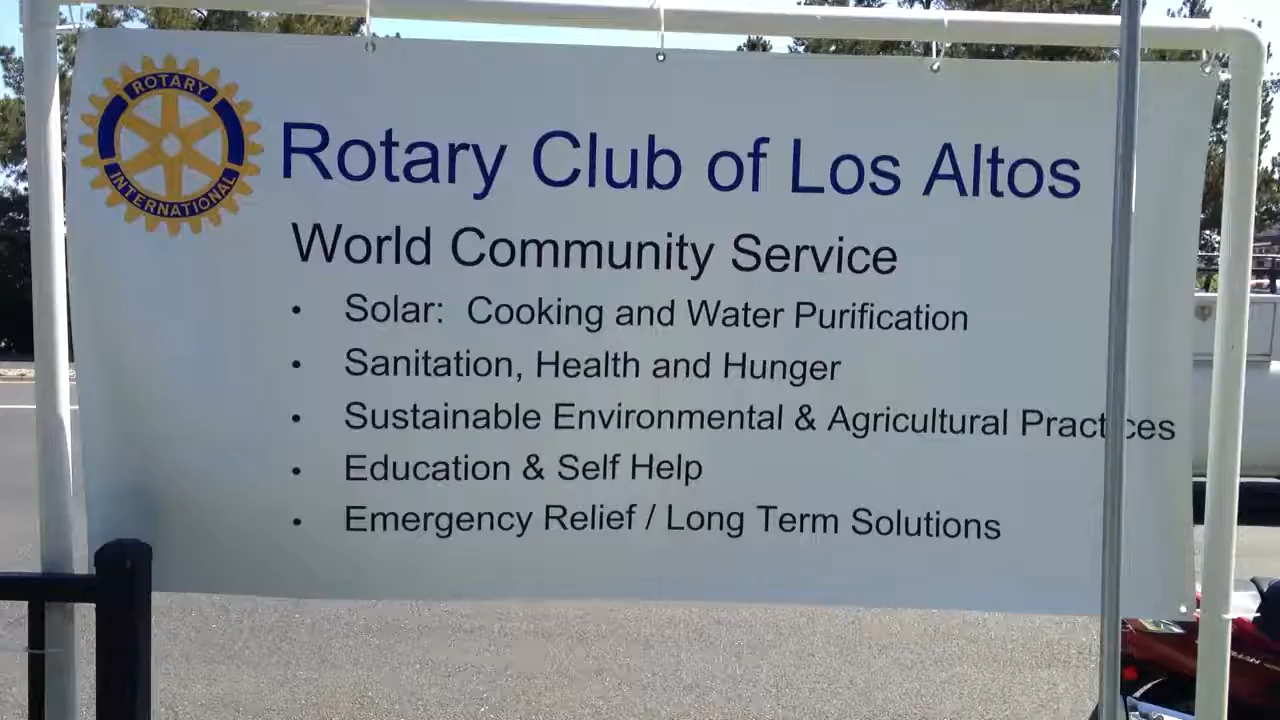 ROTARY
INTERNATIONAL
Rotary Club of Los Altos
World Community Service
• Solar: Cooking and Water Purification
• Sanitation, Health and Hunger
• Sustainable Environmental & Agricultural Practices
• Education & Self Help
• Emergency Relief / Long Term Solutions